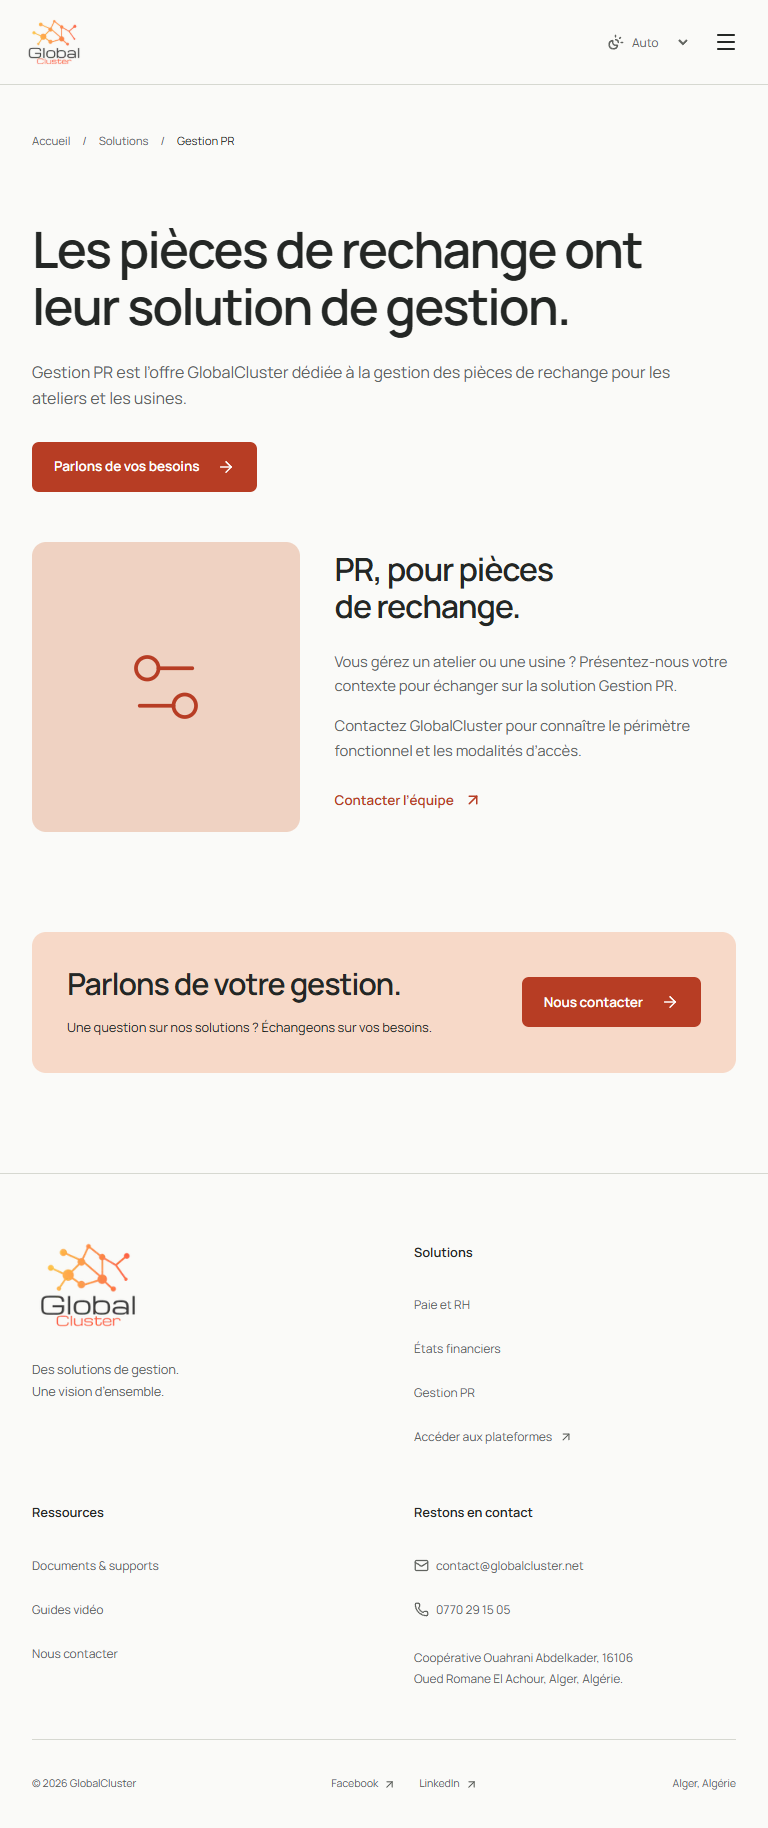 Global
Cluster
Auto
Accueil / Solutions / Gestion PR
Les pièces de rechange ont
leur solution de gestion.
Gestion PR est l’offre GlobalCluster dédiée à la gestion des pièces de rechange pour les
ateliers et les usines.
Parlons de vos besoins
PR, pour pièces
de rechange.
Vous gérez un atelier ou une usine ? Présentez-nous votre
contexte pour échanger sur la solution Gestion PR.
Contactez GlobalCluster pour connaître le périmètre
fonctionnel et les modalités d’accès.
Contacter l’équipe
Parlons de votre gestion.
Une question sur nos solutions ? Échangeons sur vos besoins.
Nous contacter
Global
Cluster
Des solutions de gestion.
Une vision d’ensemble.
Solutions
Paie et RH
États financiers
Gestion PR
Accéder aux plateformes
Ressources
Documents & supports
Guides vidéo
Nous contacter
Restons en contact
contact@globalcluster.net
0770 29 15 05
Coopérative Ouahrani Abdelkader, 16106
Oued Romane El Achour, Alger, Algérie.
© 2026 GlobalCluster
Facebook
LinkedIn
Alger, Algérie